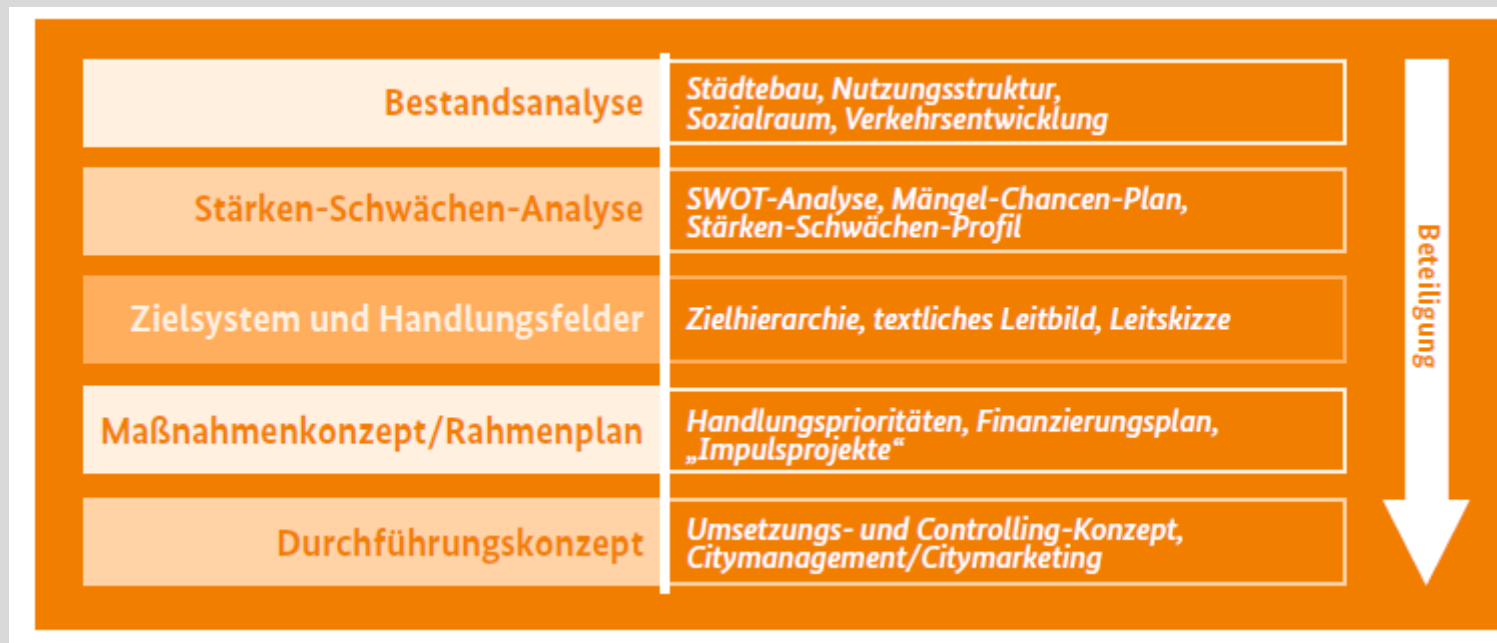 Bestandsanalyse
Städtebau, Nutzungsstruktur,
Sozialraum, Verkehrsentwicklung
Stärken-Schwächen-Analyse
SWOT-Analyse, Mängel-Chancen-Plan,
Stärken-Schwächen-Profil
Zielsystem und Handlungsfelder
Zielhierarchie, textliches Leitbild, Leitskizze
Maßnahmenkonzept/Rahmenplan
Handlungsprioritäten, Finanzierungsplan,
„Impulsprojekte“
Durchführungskonzept
Umsetzungs- und Controlling-Konzept,
Citymanagement/Citymarketing
Beteiligung